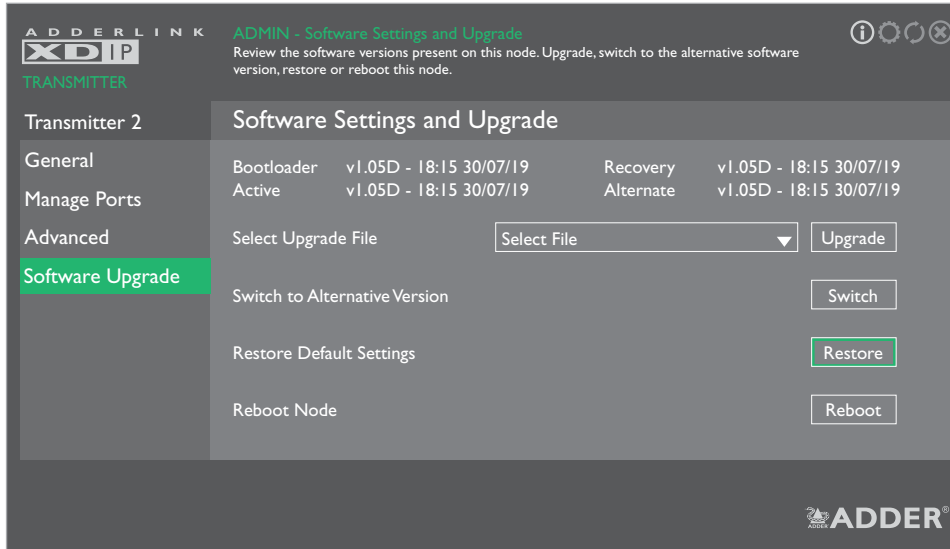 ADDERLINK
XDIP
TRANSMITTER
ADMIN - Software Settings and Upgrade
Review the software versions present on this node. Upgrade, switch to the alternative software
version, restore or reboot this node.
Transmitter 2
General
Manage Ports
Advanced
Software Upgrade
Software Settings and Upgrade
Bootloader v1.05D - 18:15 30/07/19 Recovery v1.05D - 18:15 30/07/19
Active v1.05D - 18:15 30/07/19 Alternate v1.05D - 18:15 30/07/19
Select Upgrade File Select File Upgrade
Switch to Alternative Version Switch
Restore Default Settings Restore
Reboot Node Reboot
ADDER ADDER®